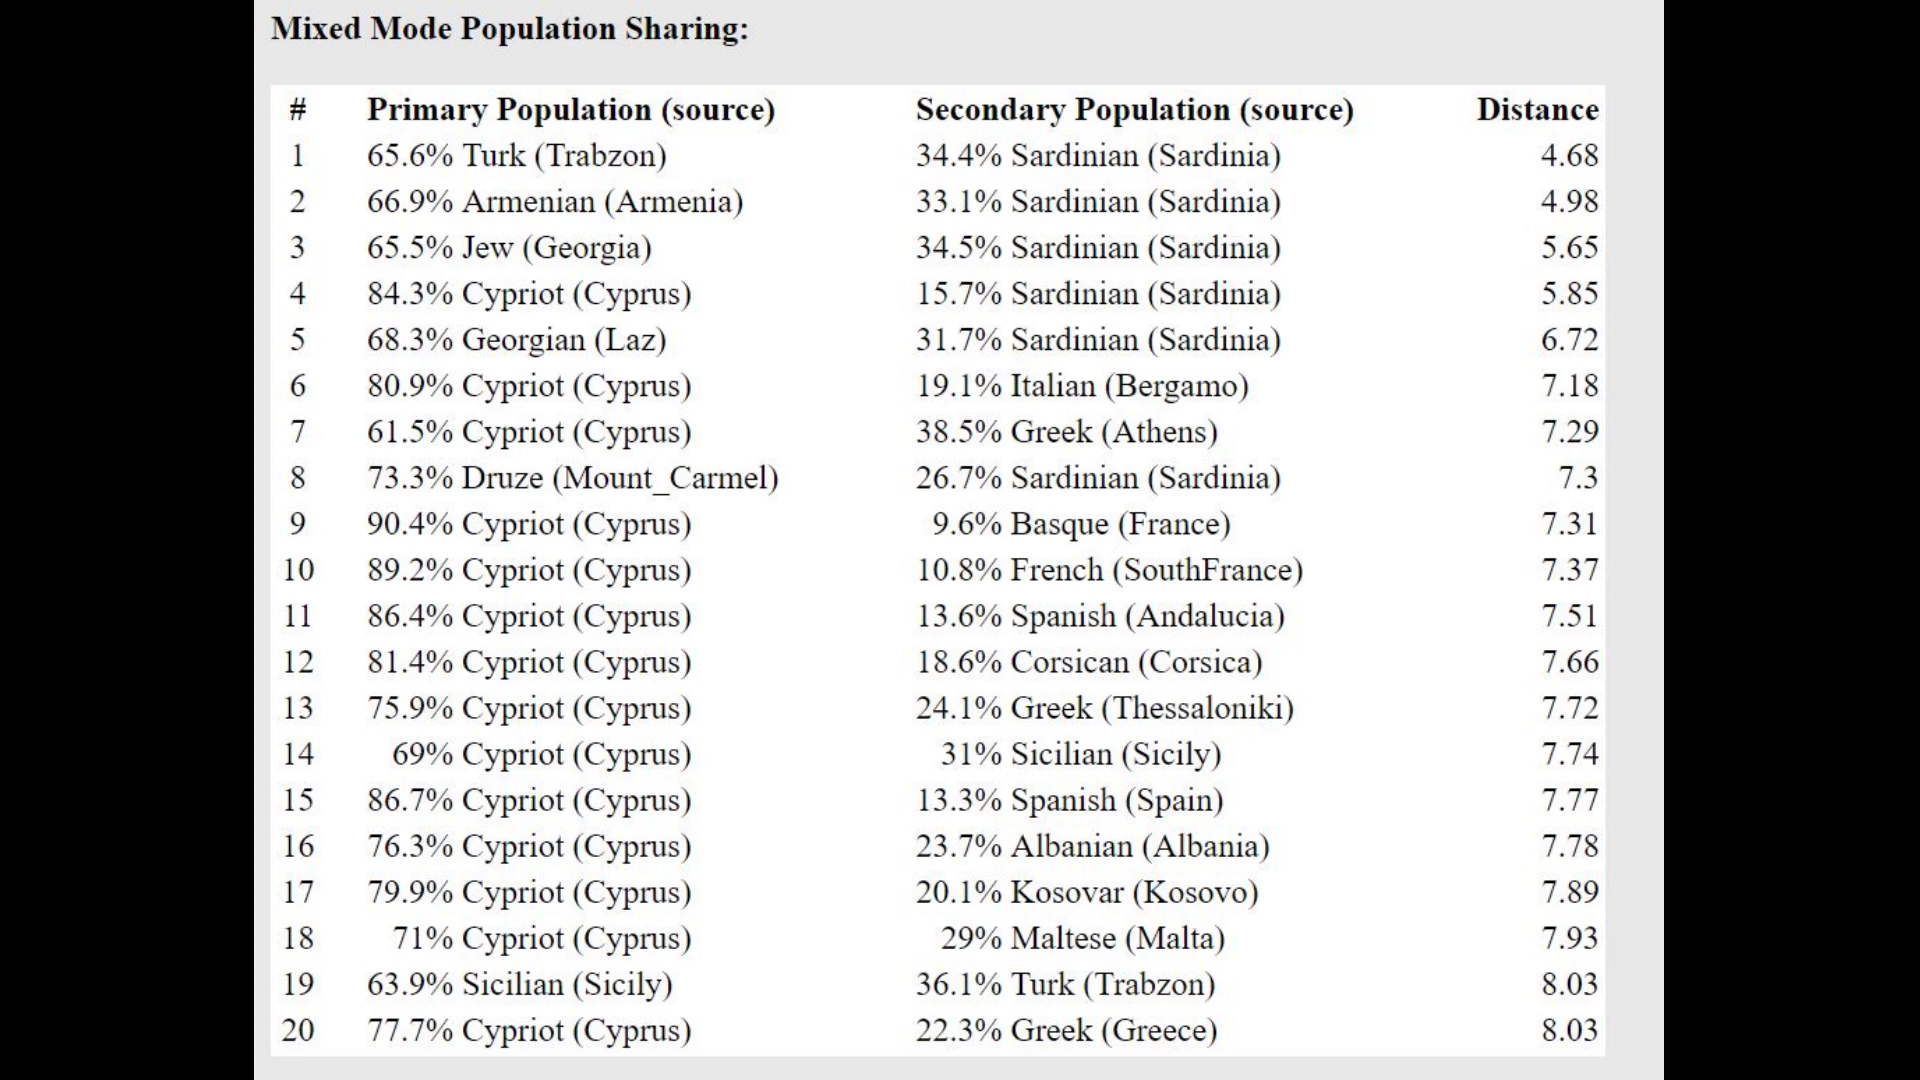 Mixed Mode Population Sharing:
# Primary Population (source) Secondary Population (source) Distance
1 65.6% Turk (Trabzon) 34.4% Sardinian (Sardinia) 4.68
2 66.9% Armenian (Armenia) 33.1% Sardinian (Sardinia) 4.98
3 65.5% Jew (Georgia) 34.5% Sardinian (Sardinia) 5.65
4 84.3% Cypriot (Cyprus) 15.7% Sardinian (Sardinia) 5.85
5 68.3% Georgian (Laz) 31.7% Sardinian (Sardinia) 6.72
6 80.9% Cypriot (Cyprus) 19.1% Italian (Bergamo) 7.18
7 61.5% Cypriot (Cyprus) 38.5% Greek (Athens) 7.29
8 73.3% Druze (Mount_Carmel) 26.7% Sardinian (Sardinia) 7.3
9 90.4% Cypriot (Cyprus) 9.6% Basque (France) 7.31
10 89.2% Cypriot (Cyprus) 10.8% French (SouthFrance) 7.37
11 86.4% Cypriot (Cyprus) 13.6% Spanish (Andalucia) 7.51
12 81.4% Cypriot (Cyprus) 18.6% Corsican (Corsica) 7.66
13 75.9% Cypriot (Cyprus) 24.1% Greek (Thessaloniki) 7.72
14 69% Cypriot (Cyprus) 31% Sicilian (Sicily) 7.74
15 86.7% Cypriot (Cyprus) 13.3% Spanish (Spain) 7.77
16 76.3% Cypriot (Cyprus) 23.7% Albanian (Albania) 7.78
17 79.9% Cypriot (Cyprus) 20.1% Kosovar (Kosovo) 7.89
18 71% Cypriot (Cyprus) 29% Maltese (Malta) 7.93
19 63.9% Sicilian (Sicily) 36.1% Turk (Trabzon) 8.03
20 77.7% Cypriot (Cyprus) 22.3% Greek (Greece) 8.03